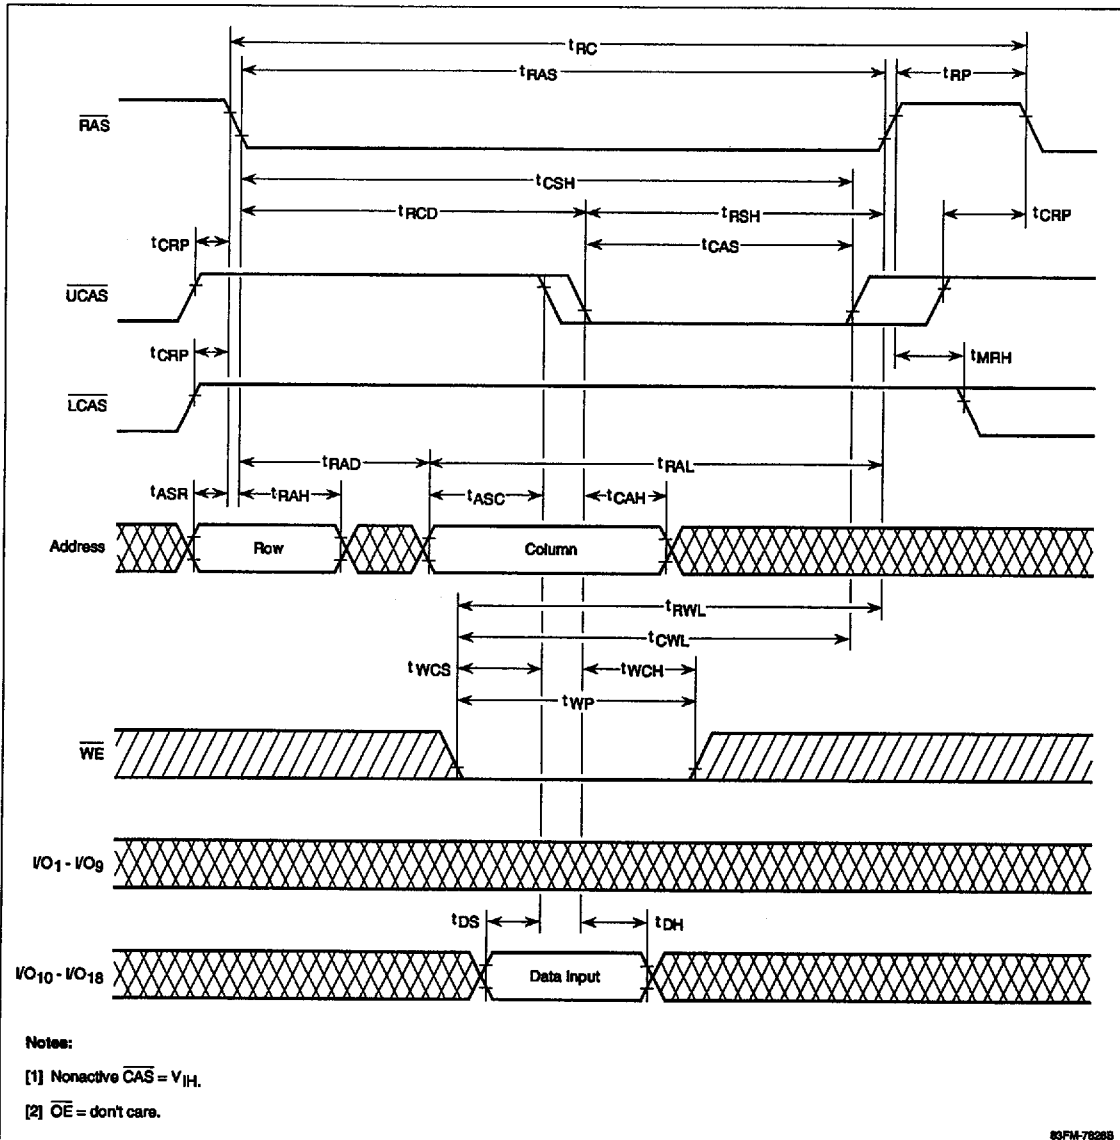 tRC
tRAS
tRP
RAS
tCSH
tRCD
tRSH
tCRP
tCRP
tCAS
UCAS
tCRP
tMRH
LCAS
tRAD
tRAL
tASR
tRAH
tASC
tCAH
Address
Row
Column
tRWL
tCWL
tWCS
tWCH
tWP
WE
I/O1 - I/O9
tDS
tDH
I/O10 - I/O18
Data Input
Notes:
[1] Nonactive CAS = VIH.
[2] OE = don't care.
83FM-7828B